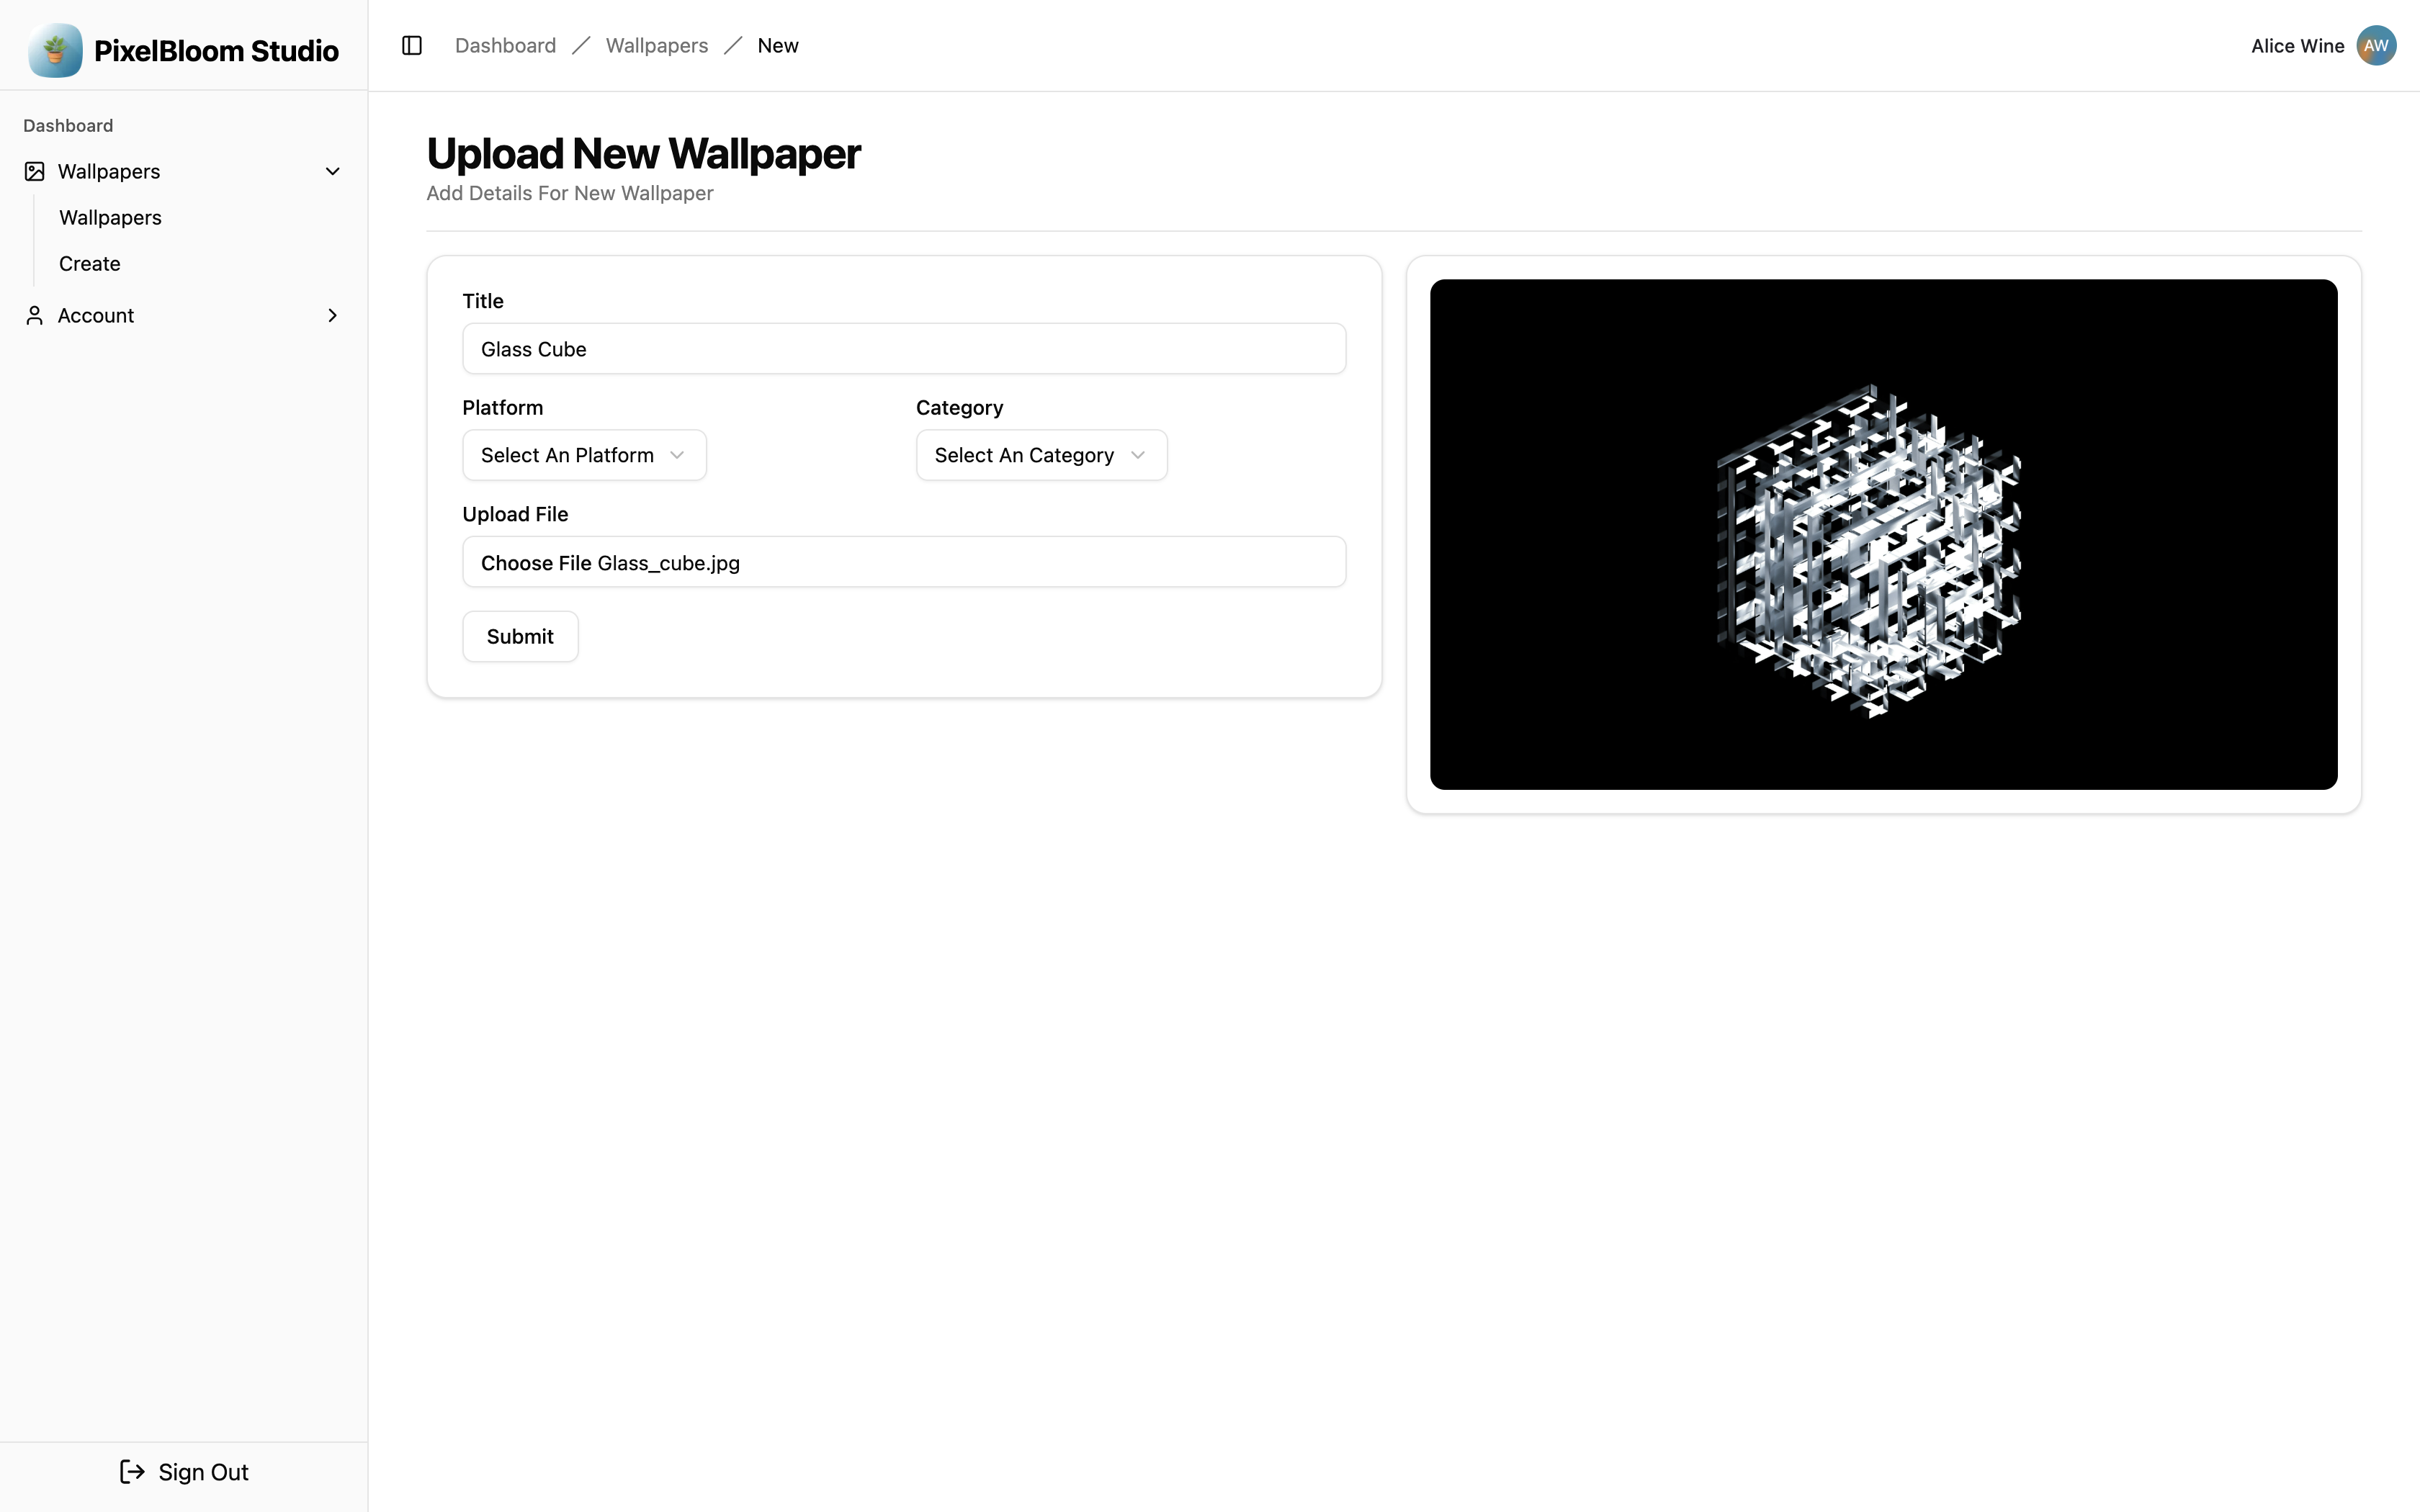 PixelBloom Studio
Dashboard
Wallpapers
Wallpapers
Create
Account
Sign Out
Dashboard / Wallpapers / New
Alice Wine AW
Upload New Wallpaper
Add Details For New Wallpaper
Title
Glass Cube
Platform Category
Select An Platform Select An Category
Upload File
Choose File Glass_cube.jpg
Submit